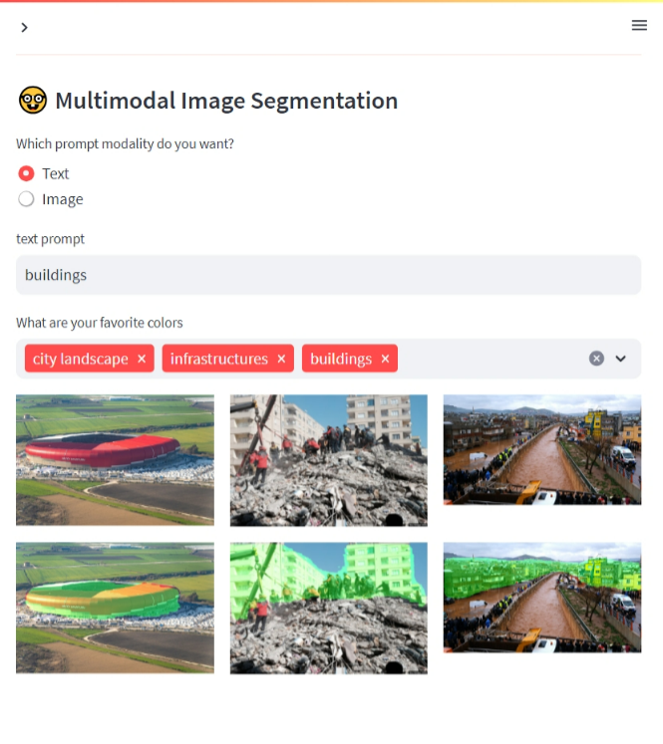 Multimodal Image Segmentation
Which prompt modality do you want?
Text
Image
text prompt
buildings
What are your favorite colors
city landscape × infrastructures × buildings ×